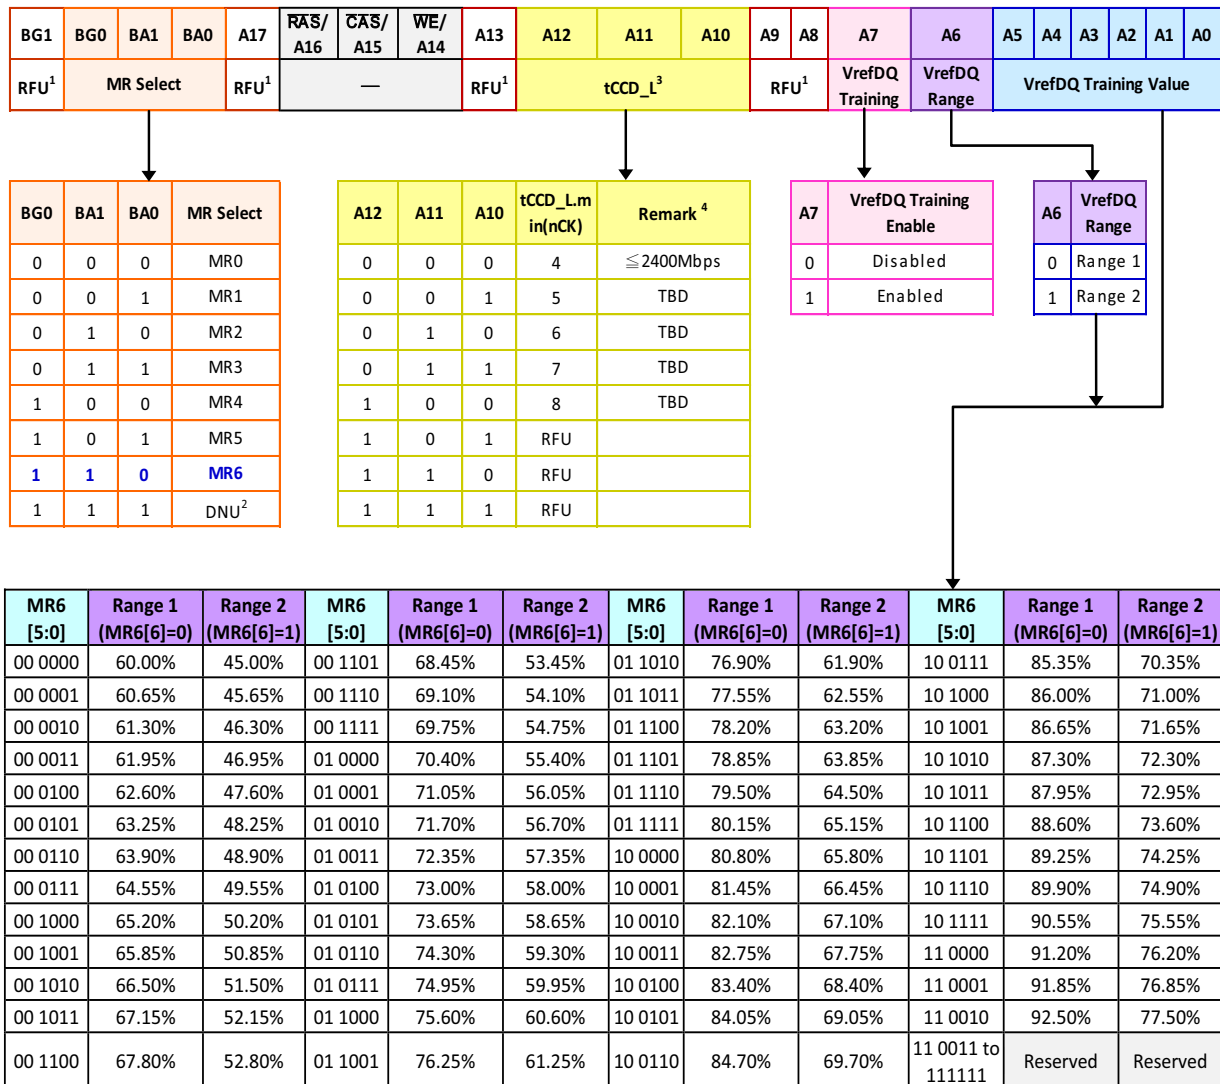 BG1 BG0 BA1 BA0 A17 RAS/ A16 CAS/ A15 WE/ A14 A13 A12 A11 A10 A9 A8 A7 A6 A5 A4 A3 A2 A1 A0
RFU1 MR Select RFU1 — RFU1 tCCD_L3 RFU1 VrefDQ Training VrefDQ Range VrefDQ Training Value
BG0 BA1 BA0 MR Select
0 0 0 MR0
0 0 1 MR1
0 1 0 MR2
0 1 1 MR3
1 0 0 MR4
1 0 1 MR5
1 1 0 MR6
1 1 1 DNU2
A12 A11 A10 tCCD_L.m in(nCK) Remark 4
0 0 0 4 ≦2400Mbps
0 0 1 5 TBD
0 1 0 6 TBD
0 1 1 7 TBD
1 0 0 8 TBD
1 0 1 RFU
1 1 0 RFU
1 1 1 RFU
A7 VrefDQ Training Enable
0 Disabled
1 Enabled
A6 VrefDQ Range
0 Range 1
1 Range 2
MR6 [5:0] Range 1 (MR6[6]=0) Range 2 (MR6[6]=1) MR6 [5:0] Range 1 (MR6[6]=0) Range 2 (MR6[6]=1) MR6 [5:0] Range 1 (MR6[6]=0) Range 2 (MR6[6]=1) MR6 [5:0] Range 1 (MR6[6]=0) Range 2 (MR6[6]=1)
00 0000 60.00% 45.00% 00 1101 68.45% 53.45% 01 1010 76.90% 61.90% 10 0111 85.35% 70.35%
00 0001 60.65% 45.65% 00 1110 69.10% 54.10% 01 1011 77.55% 62.55% 10 1000 86.00% 71.00%
00 0010 61.30% 46.30% 00 1111 69.75% 54.75% 01 1100 78.20% 63.20% 10 1001 86.65% 71.65%
00 0011 61.95% 46.95% 01 0000 70.40% 55.40% 01 1101 78.85% 63.85% 10 1010 87.30% 72.30%
00 0100 62.60% 47.60% 01 0001 71.05% 56.05% 01 1110 79.50% 64.50% 10 1011 87.95% 72.95%
00 0101 63.25% 48.25% 01 0010 71.70% 56.70% 01 1111 80.15% 65.15% 10 1100 88.60% 73.60%
00 0110 63.90% 48.90% 01 0011 72.35% 57.35% 10 0000 80.80% 65.80% 10 1101 89.25% 74.25%
00 0111 64.55% 49.55% 01 0100 73.00% 58.00% 10 0001 81.45% 66.45% 10 1110 89.90% 74.90%
00 1000 65.20% 50.20% 01 0101 73.65% 58.65% 10 0010 82.10% 67.10% 10 1111 90.55% 75.55%
00 1001 65.85% 50.85% 01 0110 74.30% 59.30% 10 0011 82.75% 67.75% 11 0000 91.20% 76.20%
00 1010 66.50% 51.50% 01 0111 74.95% 59.95% 10 0100 83.40% 68.40% 11 0001 91.85% 76.85%
00 1011 67.15% 52.15% 01 1000 75.60% 60.60% 10 0101 84.05% 69.05% 11 0010 92.50% 77.50%
00 1100 67.80% 52.80% 01 1001 76.25% 61.25% 10 0110 84.70% 69.70% 11 0011 to 111111 Reserved Reserved